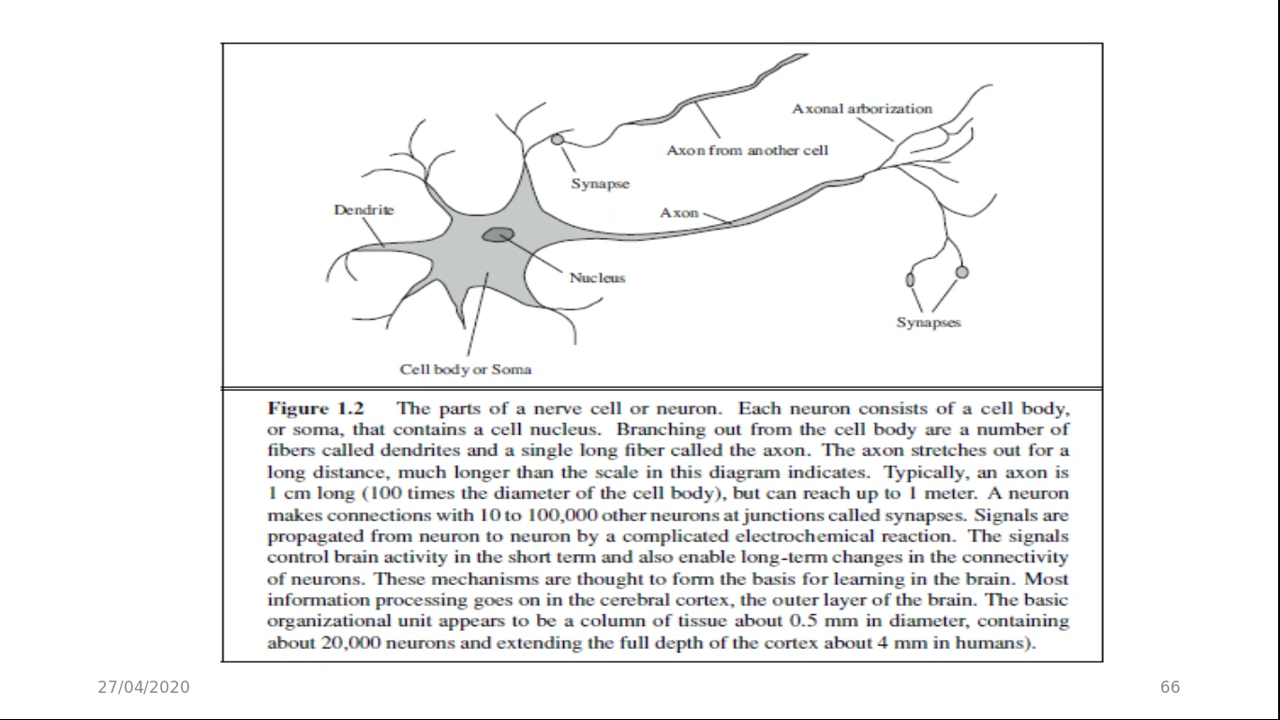 Axonal arborization
Axon from another cell
Synapse
Dendrite
Axon
Nucleus
Synapses
Cell body or Soma
Figure 1.2 The parts of a nerve cell or neuron. Each neuron consists of a cell body,
or soma, that contains a cell nucleus. Branching out from the cell body are a number of
fibers called dendrites and a single long fiber called the axon. The axon stretches out for a
long distance, much longer than the scale in this diagram indicates. Typically, an axon is
1 cm long (100 times the diameter of the cell body), but can reach up to 1 meter. A neuron
makes connections with 10 to 100,000 other neurons at junctions called synapses. Signals are
propagated from neuron to neuron by a complicated electrochemical reaction. The signals
control brain activity in the short term and also enable long-term changes in the connectivity
of neurons. These mechanisms are thought to form the basis for learning in the brain. Most
information processing goes on in the cerebral cortex, the outer layer of the brain. The basic
organizational unit appears to be a column of tissue about 0.5 mm in diameter, containing
about 20,000 neurons and extending the full depth of the cortex about 4 mm in humans).
27/04/2020
66